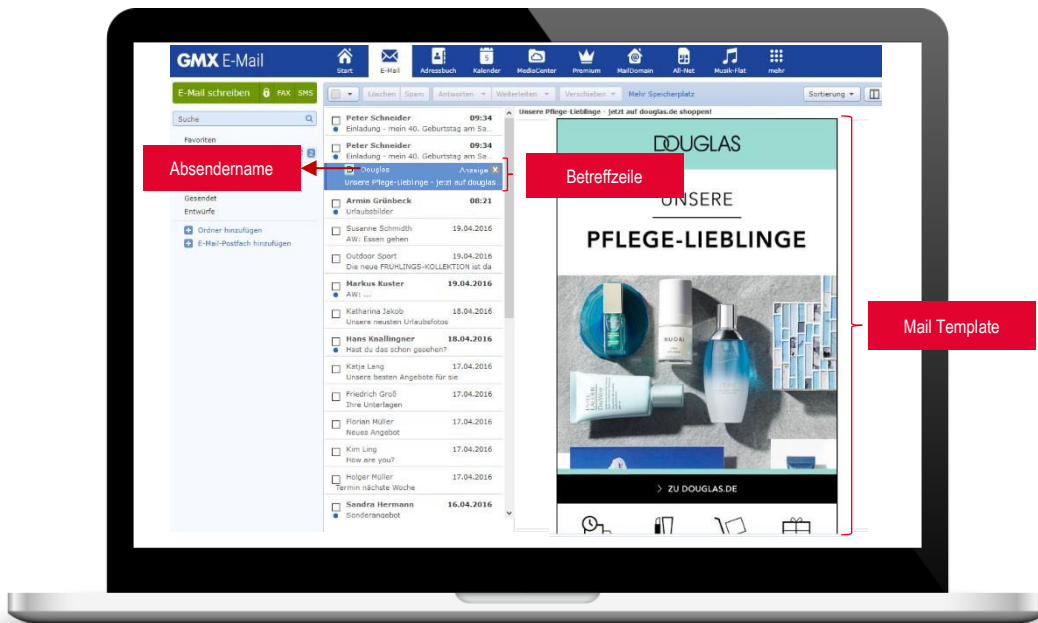 GMX E-Mail
Start
E-Mail
Adressbuch
Kalender
MediaCenter
Premium
MailDomain
All-Net
Musik-Flat
mehr
E-Mail schreiben FAX SMS
Löschen Spam Antworten Weiterleiten Verschieben Mehr Speicherplatz Sortierung
Suche
Favoriten
2
Absendername
Gesendet
Entwürfe
Ordner hinzufügen
E-Mail-Postfach hinzufügen
Peter Schneider 09:34
Einladung - mein 40. Geburtstag am Sa..
Peter Schneider 09:34
Einladung - mein 40. Geburtstag am Sa..
Douglas Anzeige
Unsere Pflege-Lieblinge - jetzt auf douglas.
Armin Grünbeck 08:21
Urlaubsbilder
Susanne Schmidth 19.04.2016
AW: Essen gehen
Outdoor Sport 19.04.2016
Die neue FRÜHLINGS-KOLLEKTION ist da
Markus Kuster 19.04.2016
AW: ...
Katharina Jakob 18.04.2016
Unsere neusten Urlaubsfotos
Hans Knallingner 18.04.2016
Hast du das schon gesehen?
Katja Lang 17.04.2016
Unsere besten Angebote für sie
Friedrich Groß 17.04.2016
Ihre Unterlagen
Florian Müller 17.04.2016
Neues Angebot
Kim Ling 17.04.2016
How are you?
Holger Müller 17.04.2016
Termin nächste Woche
Sandra Hermann 16.04.2016
Sonderangebot
Betreffzeile
Unsere Pflege-Lieblinge - jetzt auf douglas.de shoppen!
DOUGLAS
UNSERE
PFLEGE-LIEBLINGE
ZU DOUGLAS.DE
Mail Template